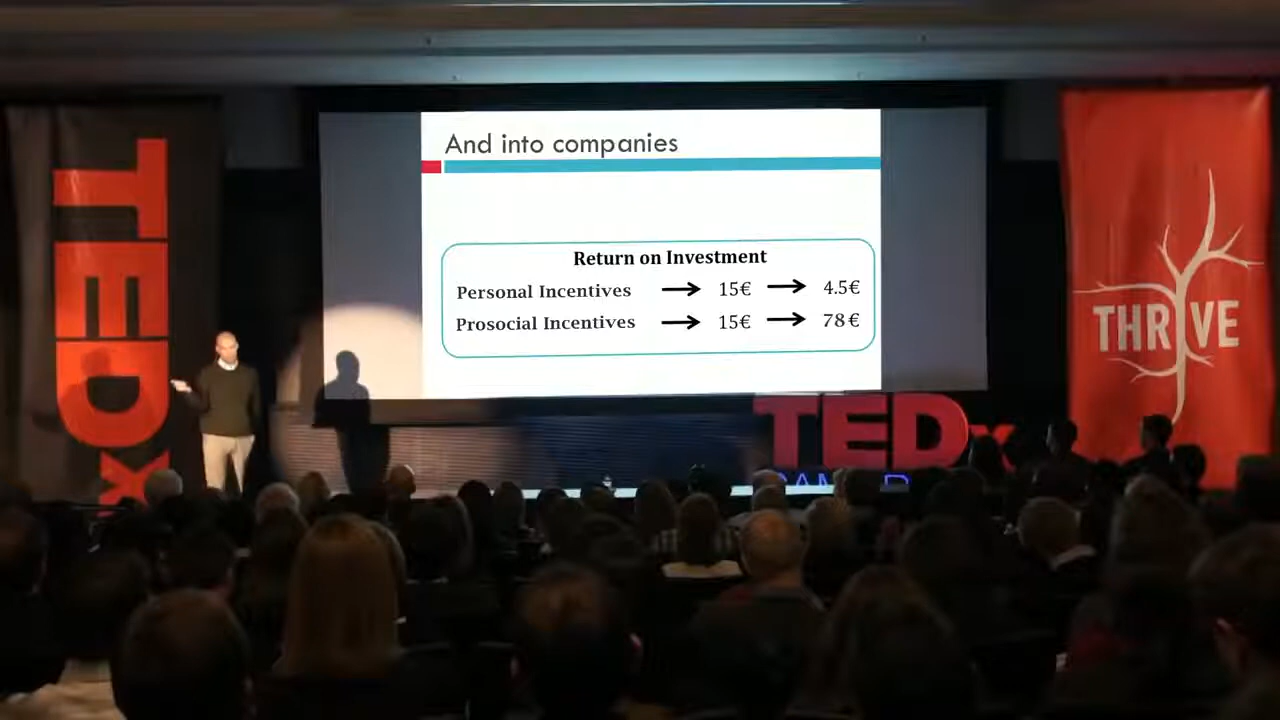 TEDx
And into companies
Return on Investment
Personal Incentives → 15€ → 4.5€
Prosocial Incentives → 15€ → 78€
THRIVE
TEDx